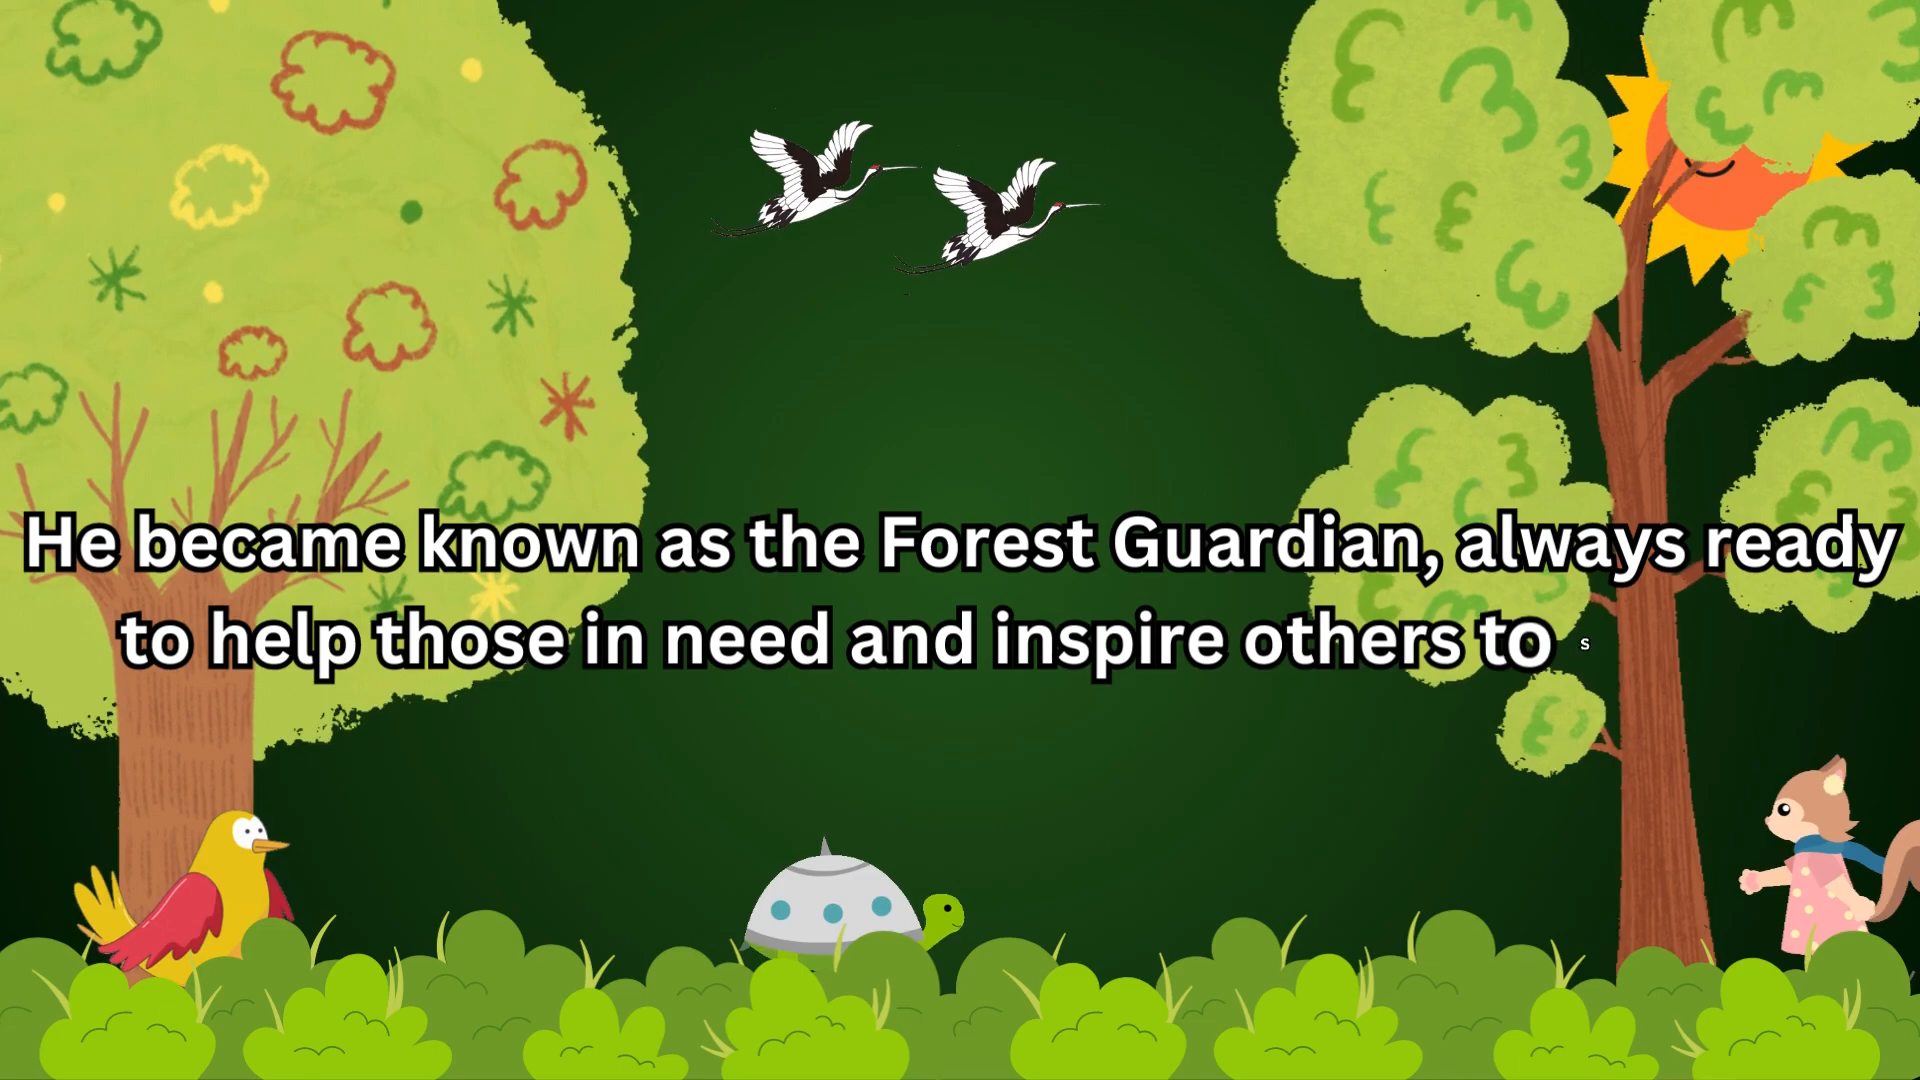 He became known as the Forest Guardian, always ready
to help those in need and inspire others to s